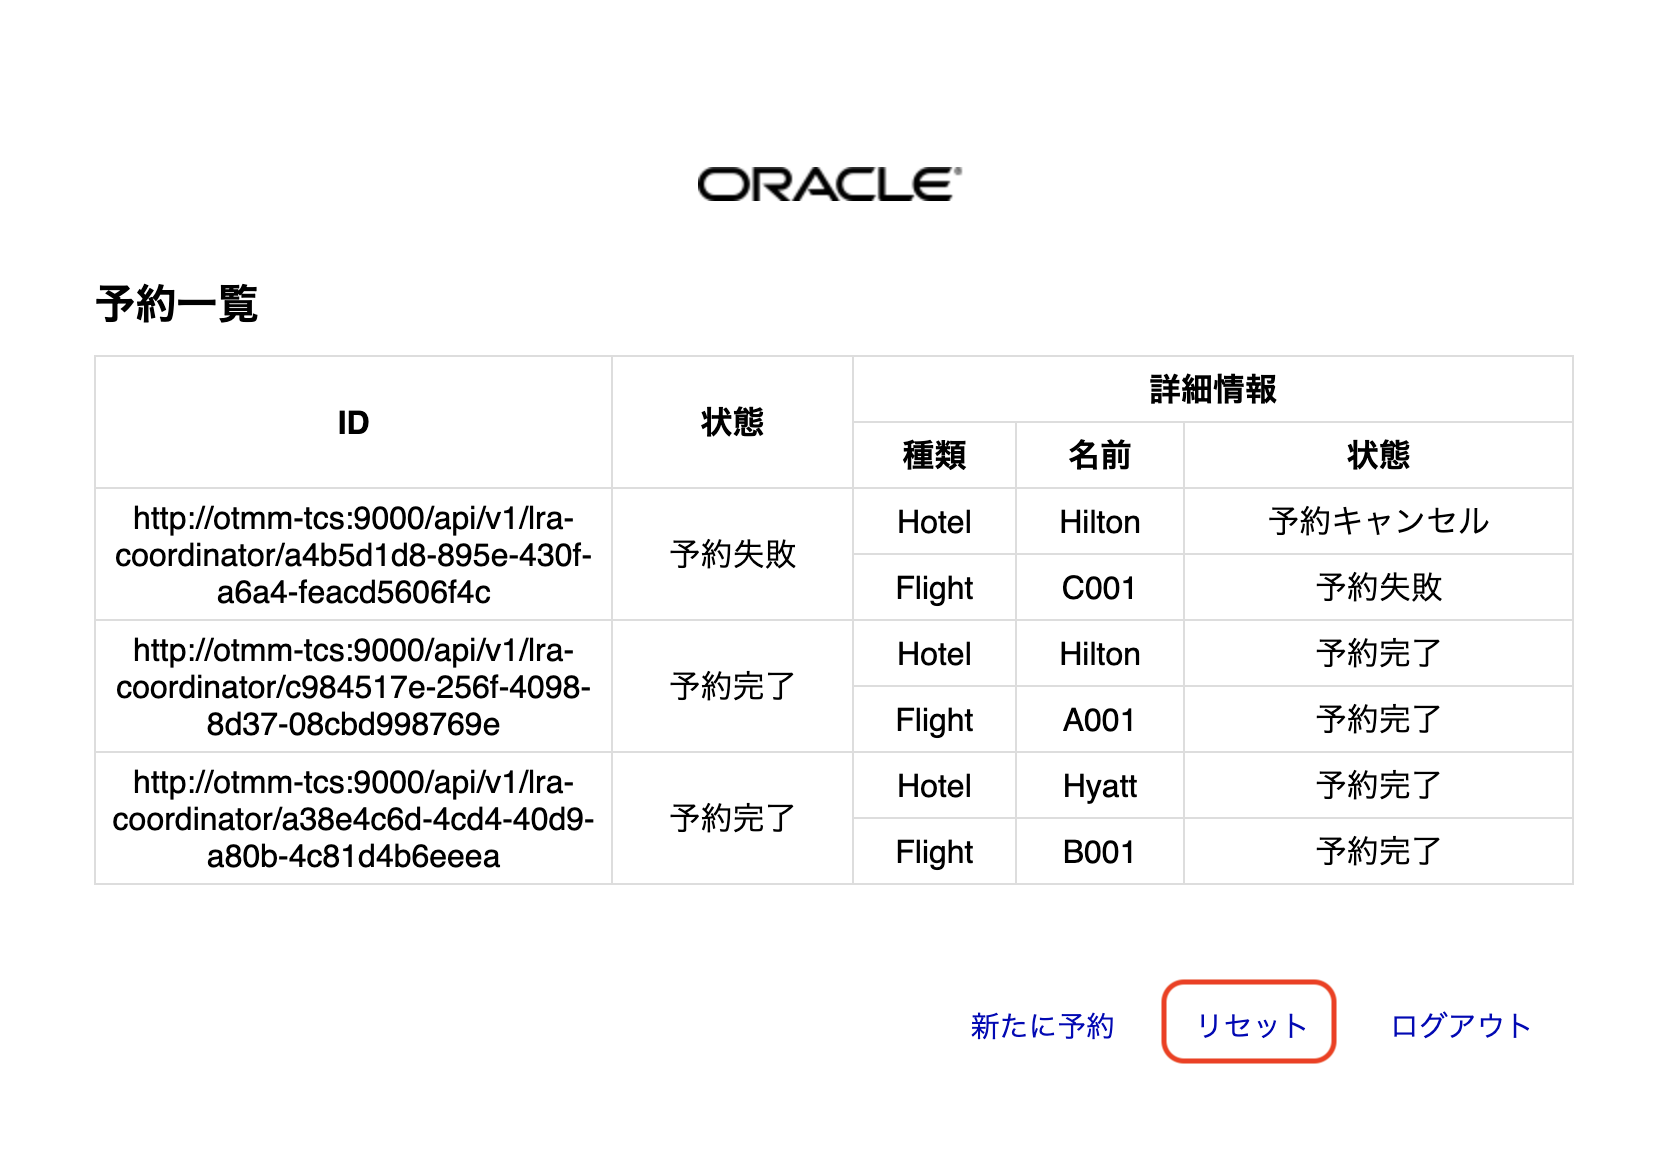 ORACLE®
予約一覧
ID 状態 詳細情報
種類 名前 状態
http://otmm-tcs:9000/api/v1/lra-
coordinator/a4b5d1d8-895e-430f-
a6a4-feacd5606f4c
予約失敗
Hotel Hilton 予約キャンセル
Flight C001 予約失敗
http://otmm-tcs:9000/api/v1/lra-
coordinator/c984517e-256f-4098-
8d37-08cbd998769e
予約完了
Hotel Hilton 予約完了
Flight A001 予約完了
http://otmm-tcs:9000/api/v1/lra-
coordinator/a38e4c6d-4cd4-40d9-
a80b-4c81d4b6eeea
予約完了
Hotel Hyatt 予約完了
Flight B001 予約完了
新たに予約 リセット ログアウト